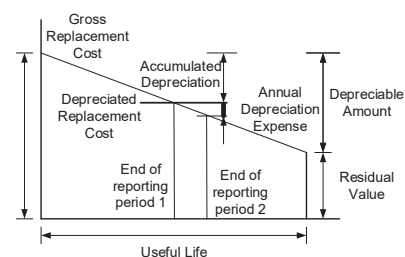 Gross
Replacement
Cost
Accumulated
Depreciation
Depreciated
Replacement
Cost
Annual
Depreciation
Expense
Depreciable
Amount
End of
reporting
period 1
End of
reporting
period 2
Residual
Value
Useful Life